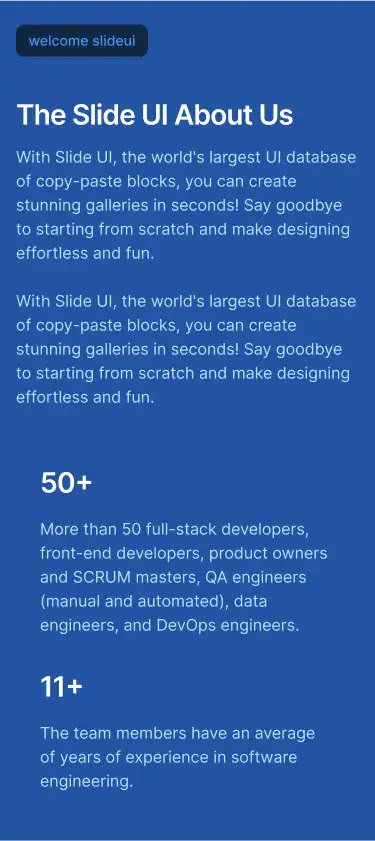 welcome slideui
The Slide UI About Us
With Slide UI, the world's largest UI database
of copy-paste blocks, you can create
stunning galleries in seconds! Say goodbye
to starting from scratch and make designing
effortless and fun.
With Slide UI, the world's largest UI database
of copy-paste blocks, you can create
stunning galleries in seconds! Say goodbye
to starting from scratch and make designing
effortless and fun.
50+
More than 50 full-stack developers,
front-end developers, product owners
and SCRUM masters, QA engineers
(manual and automated), data
engineers, and DevOps engineers.
11+
The team members have an average
of years of experience in software
engineering.